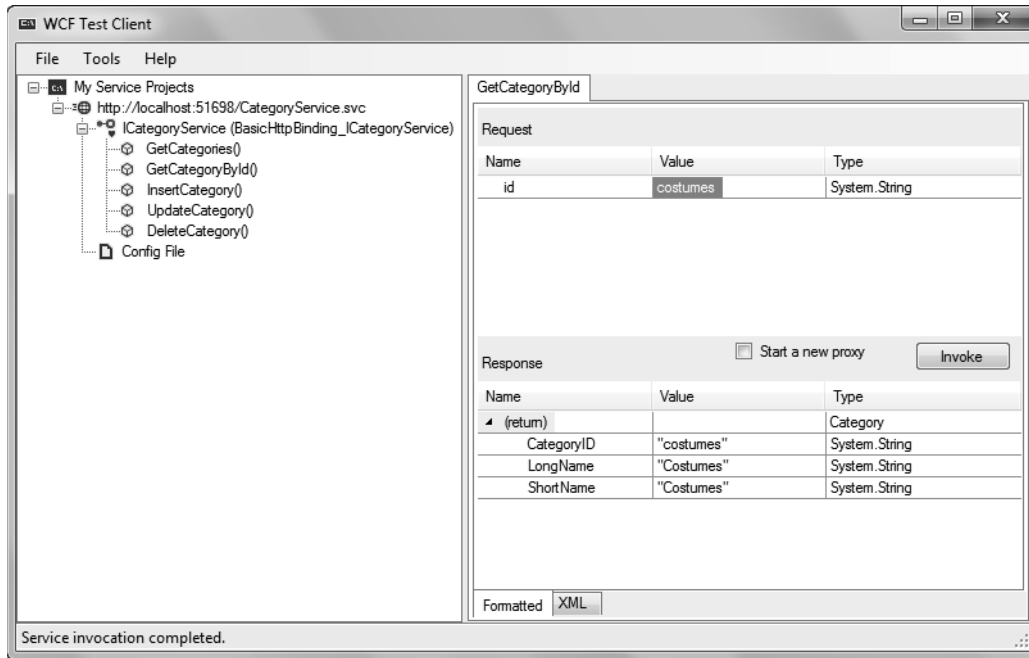 WCF Test Client
File Tools Help
My Service Projects
http://localhost:51698/CategoryService.svc
ICategoryService (BasicHttpBinding_ICategoryService)
GetCategories()
GetCategoryById()
InsertCategory()
UpdateCategory()
DeleteCategory()
Config File
GetCategoryById
Request
Name Value Type
id costumes System.String
Response Start a new proxy Invoke
Name Value Type
(return) Category
CategoryID "costumes" System.String
LongName "Costumes" System.String
ShortName "Costumes" System.String
Formatted XML
Service invocation completed.